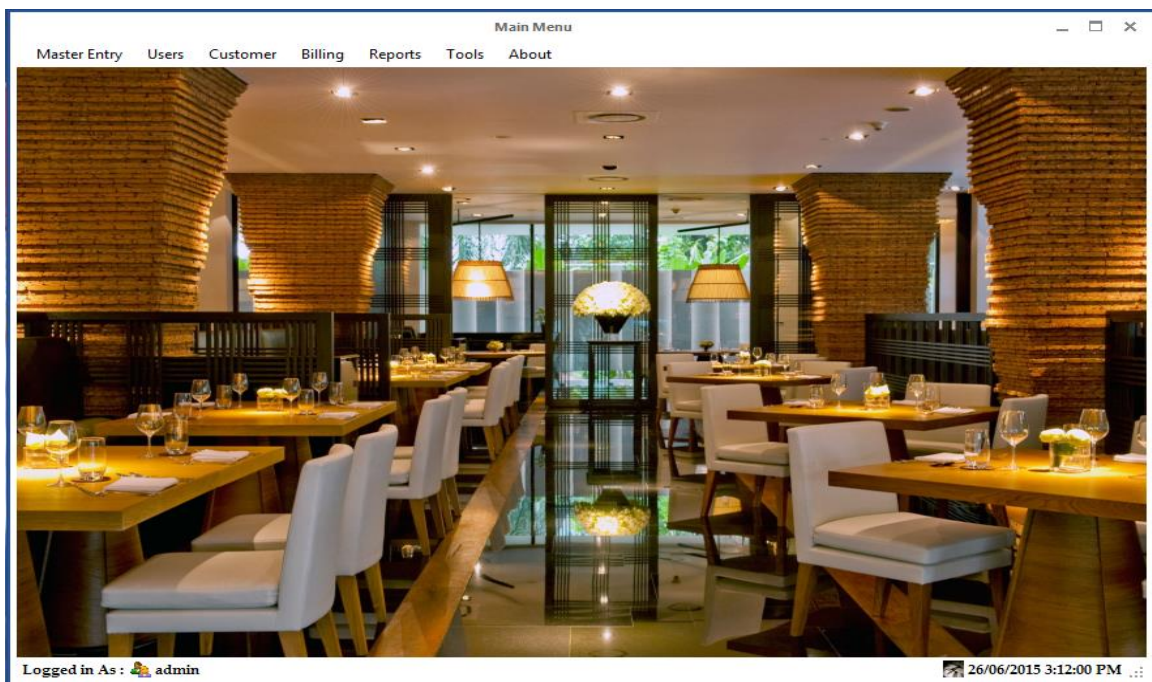 Main Menu
Master Entry Users Customer Billing Reports Tools About
Logged in As : admin 26/06/2015 3:12:00 PM